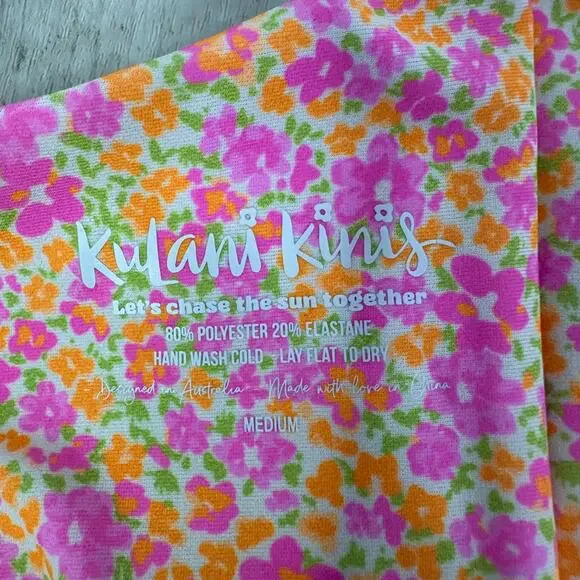 Kulani Kinis
Let's chase the sun together
80% POLYESTER 20% ELASTANE
HAND WASH COLD - LAY FLAT TO DRY
Designed in Australia - Made with love in China
MEDIUM